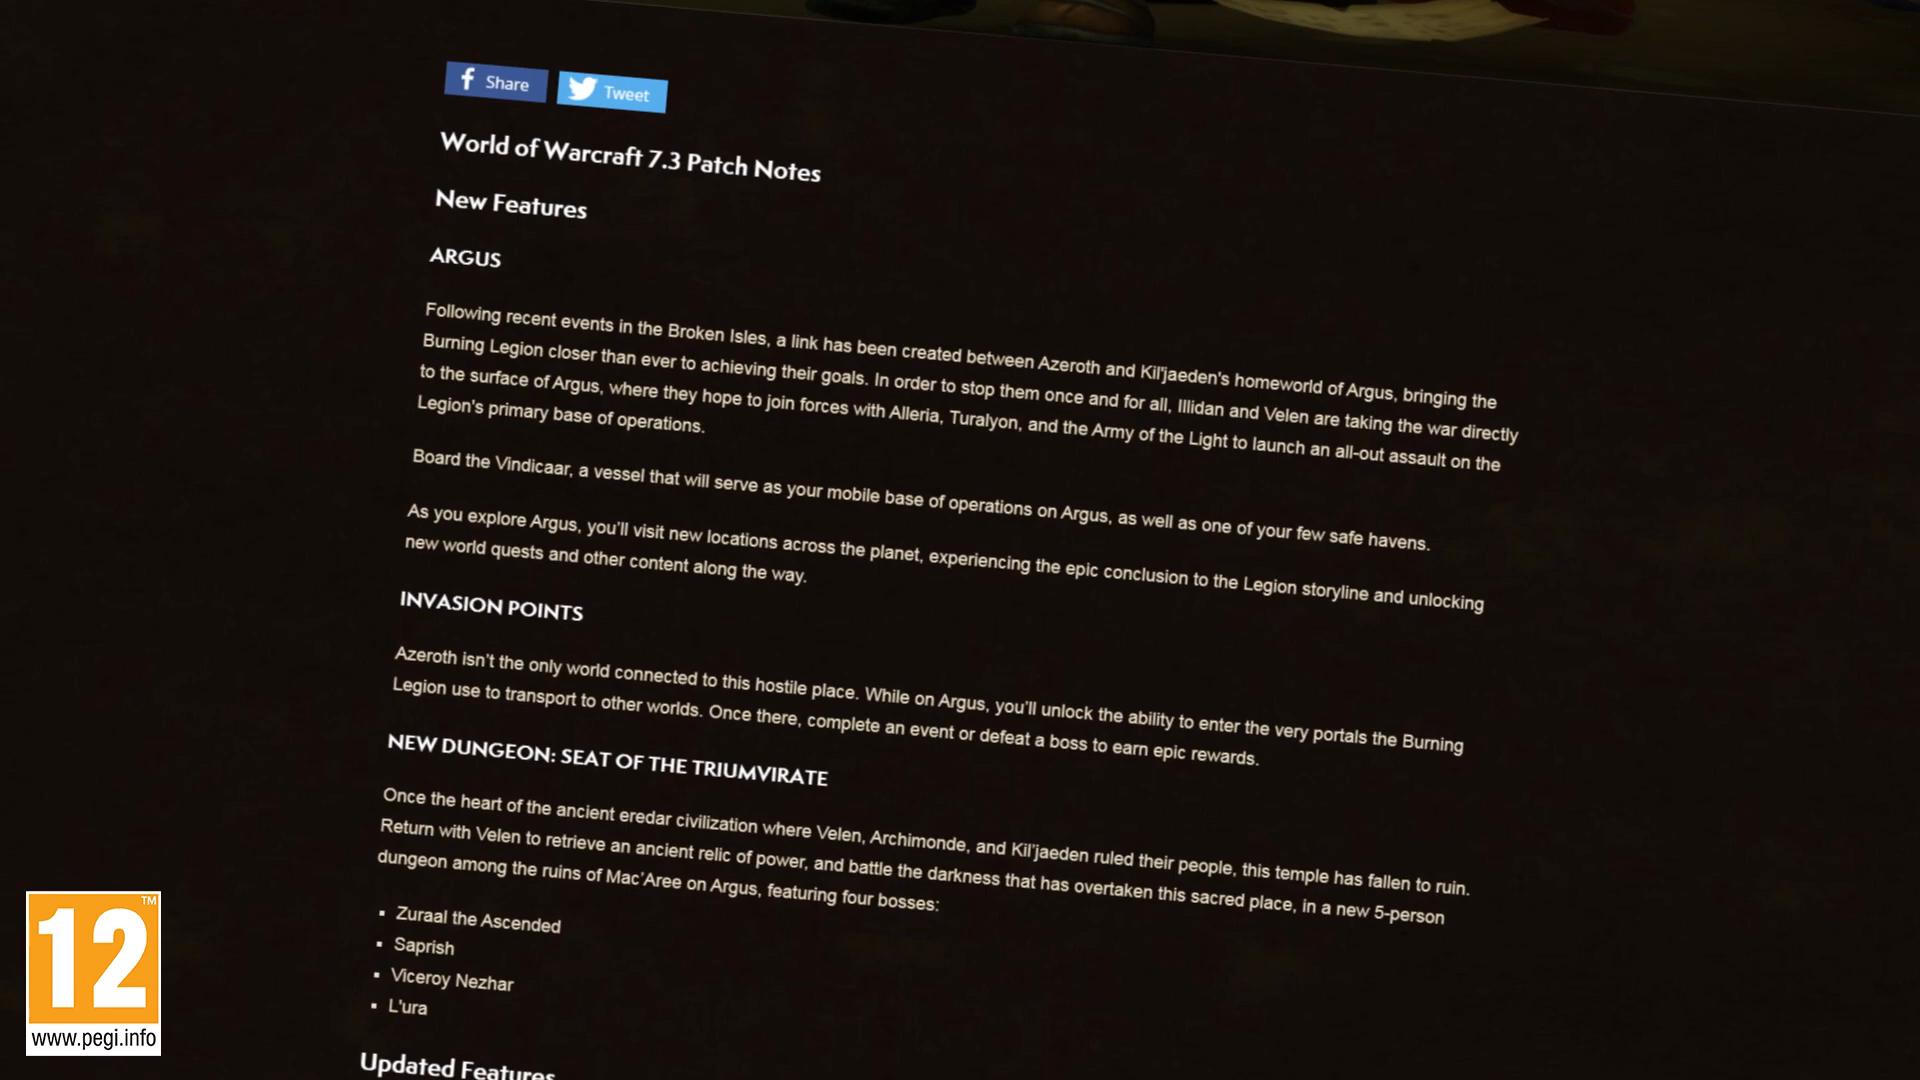 Share
Tweet
World of Warcraft 7.3 Patch Notes
New Features
ARGUS
Following recent events in the Broken Isles, a link has been created between Azeroth and Kil'jaeden's homeworld of Argus, bringing the
Burning Legion closer than ever to achieving their goals. In order to stop them once and for all, Illidan and Velen are taking the war directly
to the surface of Argus, where they hope to join forces with Alleria, Turalyon, and the Army of the Light to launch an all-out assault on the
Legion's primary base of operations.
Board the Vindicaar, a vessel that will serve as your mobile base of operations on Argus, as well as one of your few safe havens.
As you explore Argus, you'll visit new locations across the planet, experiencing the epic conclusion to the Legion storyline and unlocking
new world quests and other content along the way.
INVASION POINTS
Azeroth isn't the only world connected to this hostile place. While on Argus, you'll unlock the ability to enter the very portals the Burning
Legion use to transport to other worlds. Once there, complete an event or defeat a boss to earn epic rewards.
NEW DUNGEON: SEAT OF THE TRIUMVIRATE
Once the heart of the ancient eredar civilization where Velen, Archimonde, and Kil'jaeden ruled their people, this temple has fallen to ruin.
Return with Velen to retrieve an ancient relic of power, and battle the darkness that has overtaken this sacred place, in a new 5-person
dungeon among the ruins of Mac'Aree on Argus, featuring four bosses:
▪ Zuraal the Ascended
▪ Saprish
▪ Viceroy Nezhar
▪ L'ura
Updated Features
12™
www.pegi.info